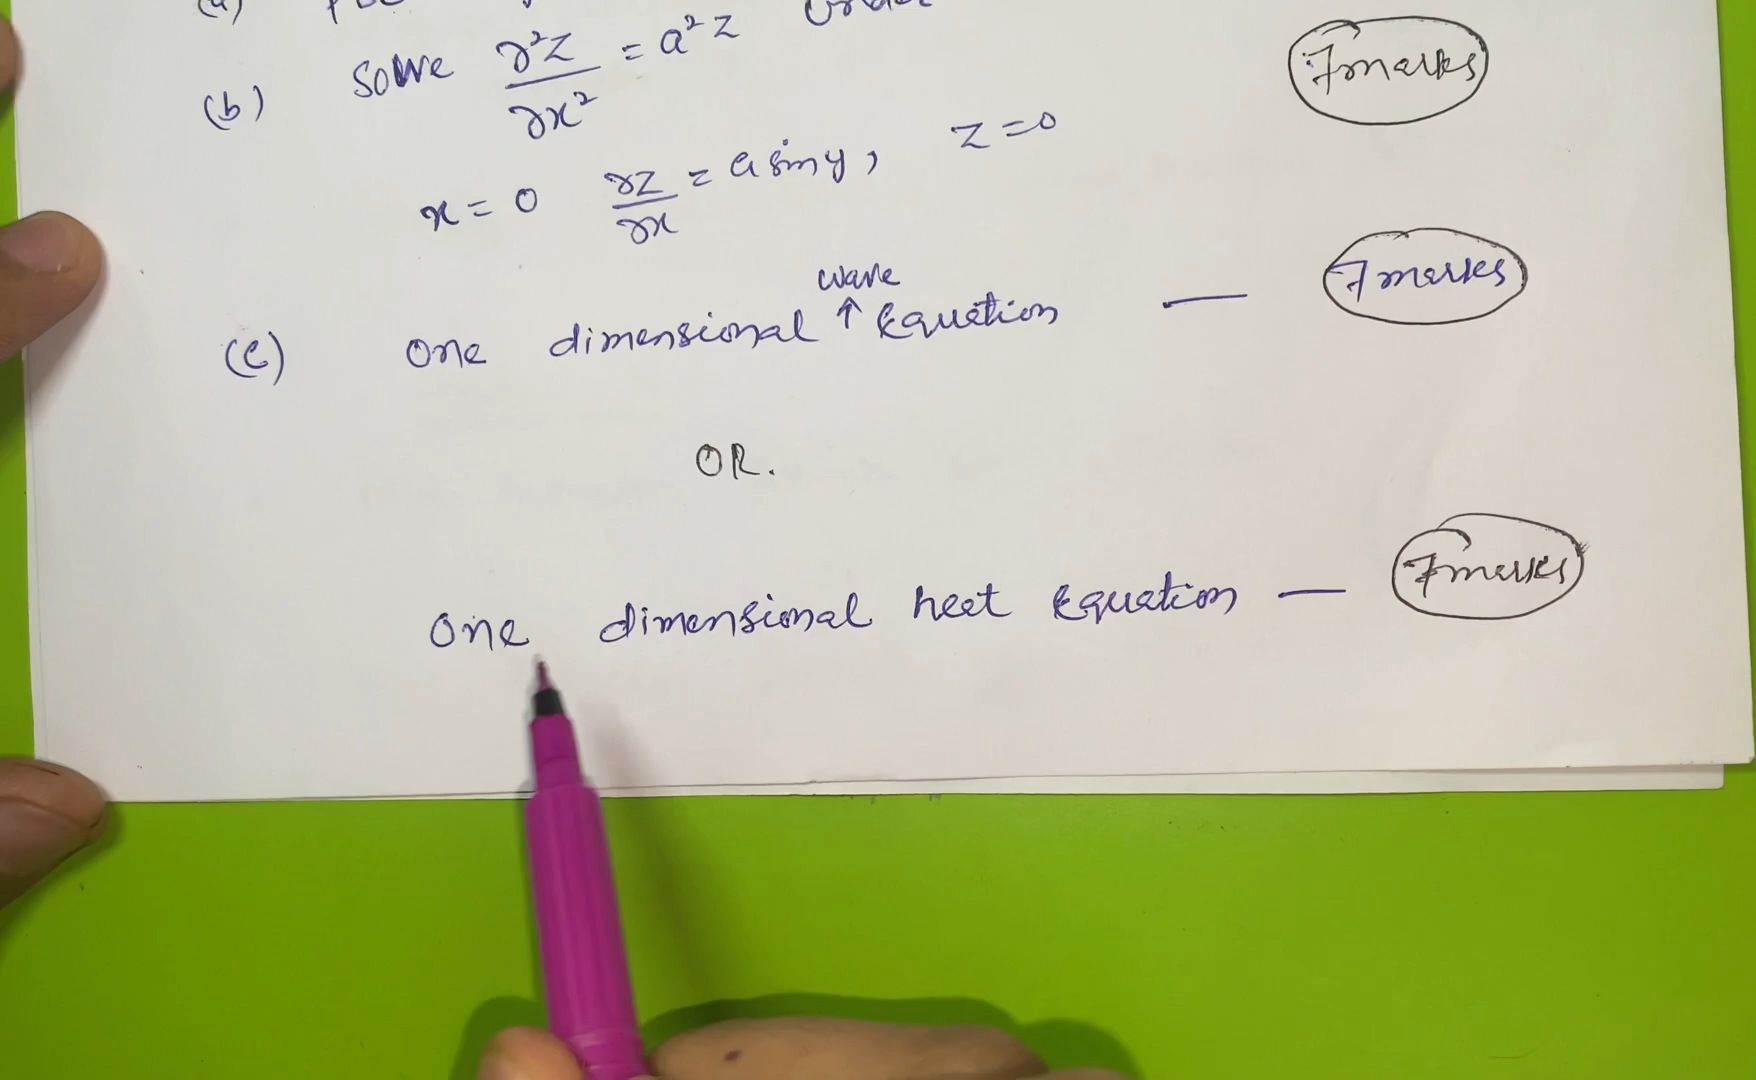 (a)
(b) Solve ∂²z/∂x² = a²z 7marks
x = 0 ∂z/∂x = a siny, z = 0
wave
(c) One dimensional ↑ Equation — 7marks
OR.
One dimensional heat Equation — 7marks